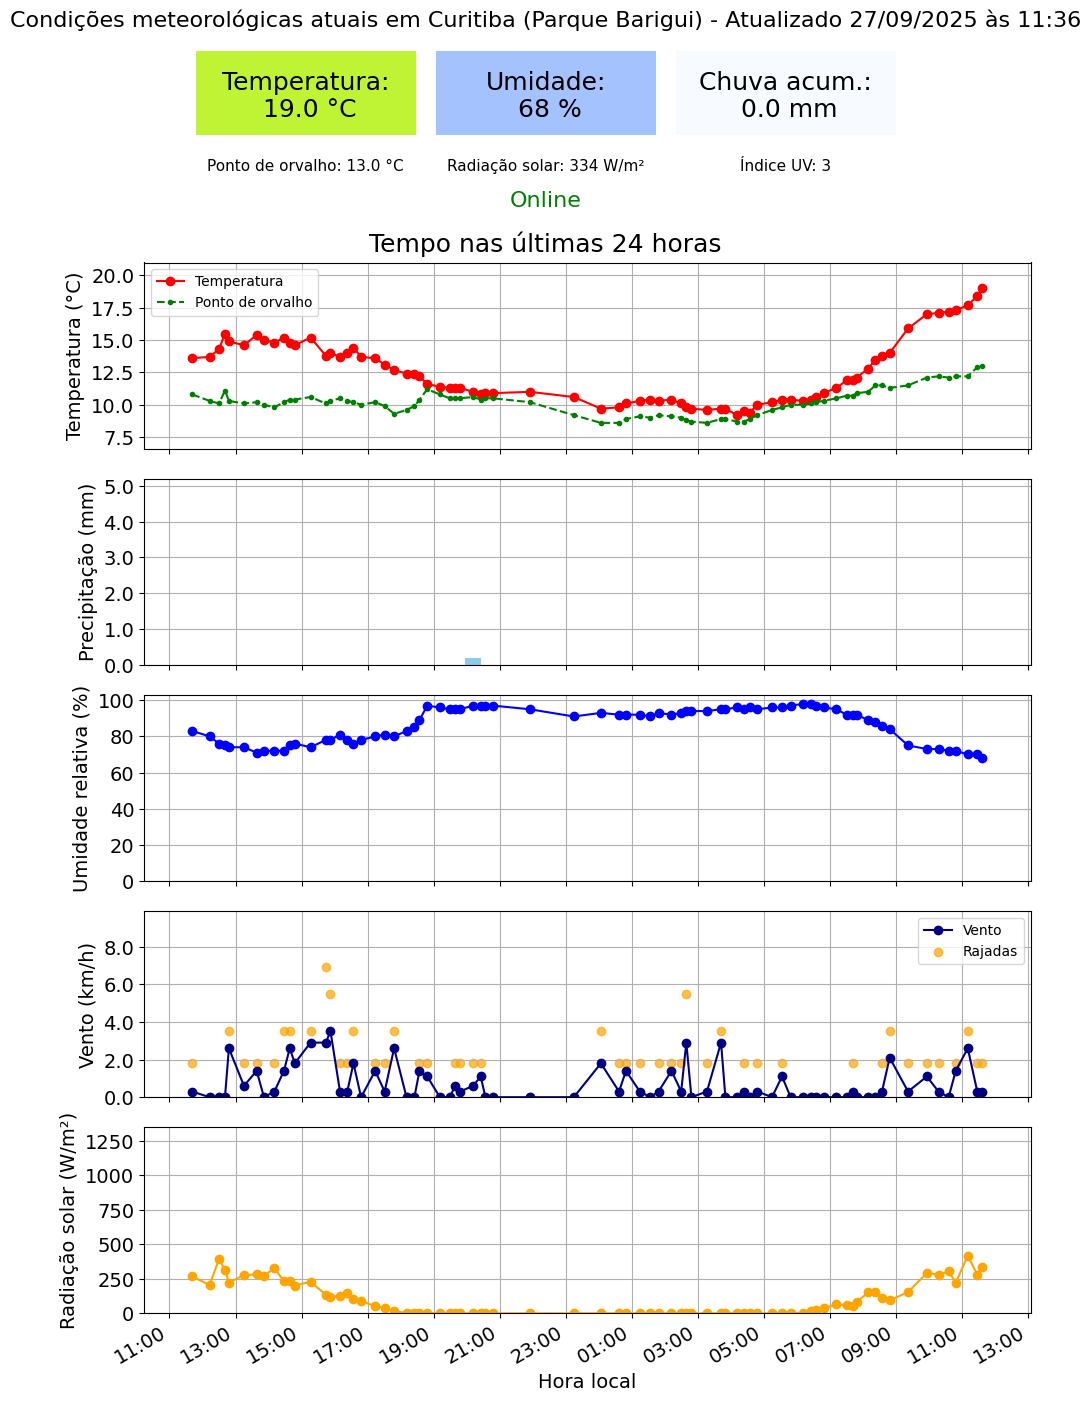 Condições meteorológicas atuais em Curitiba (Parque Barigui) - Atualizado 27/09/2025 às 11:36
Temperatura:
19.0 °C
Umidade:
68 %
Chuva acum.:
0.0 mm
Ponto de orvalho: 13.0 °C
Radiação solar: 334 W/m²
Índice UV: 3
Online
Tempo nas últimas 24 horas
Temperatura (°C)
20.0
17.5
15.0
12.5
10.0
7.5
Temperatura
Ponto de orvalho
Precipitação (mm)
5.0
4.0
3.0
2.0
1.0
0.0
Umidade relativa (%)
100
80
60
40
20
0
Vento (km/h)
8.0
6.0
4.0
2.0
0.0
Vento
Rajadas
Radiação solar (W/m²)
1250
1000
750
500
250
0
11:00
13:00
15:00
17:00
19:00
21:00
23:00
01:00
03:00
05:00
07:00
09:00
11:00
13:00
Hora local